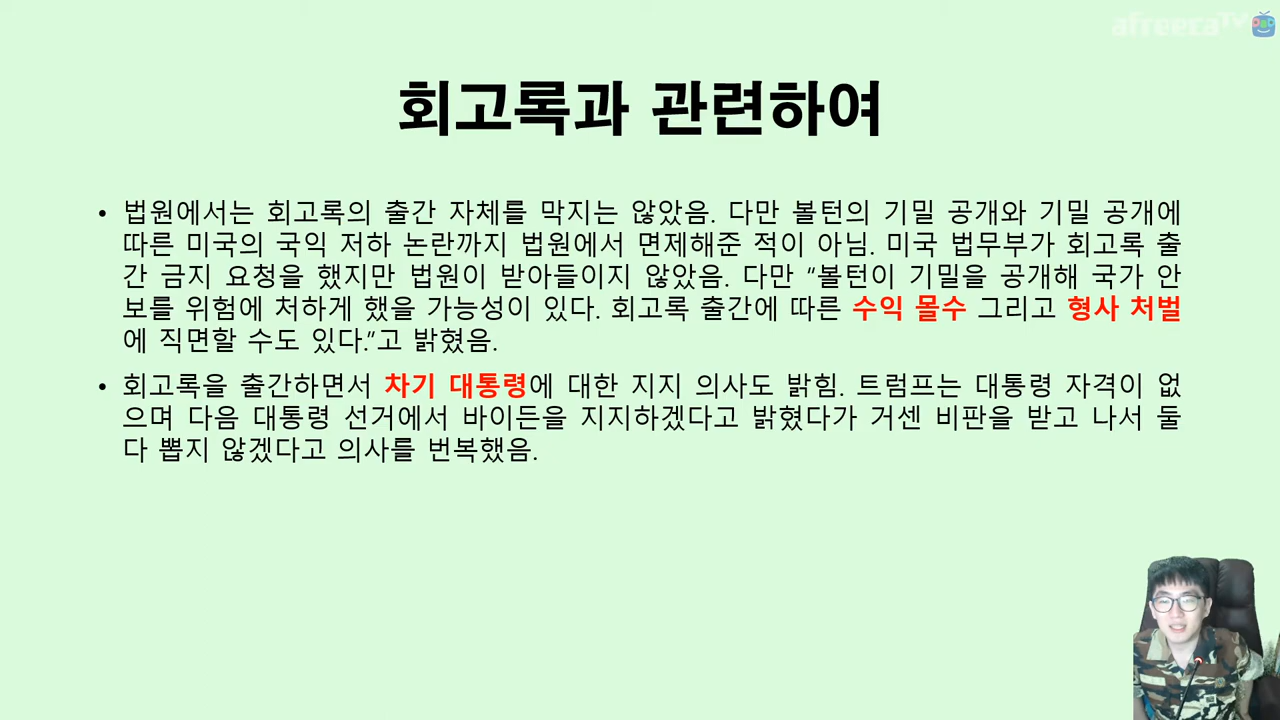 afreecaTV
회고록과 관련하여
• 법원에서는 회고록의 출간 자체를 막지는 않았음. 다만 볼턴의 기밀 공개와 기밀 공개에
따른 미국의 국익 저하 논란까지 법원에서 면제해준 적이 아님. 미국 법무부가 회고록 출
간 금지 요청을 했지만 법원이 받아들이지 않았음. 다만 "볼턴이 기밀을 공개해 국가 안
보를 위험에 처하게 했을 가능성이 있다. 회고록 출간에 따른 수익 몰수 그리고 형사 처벌
에 직면할 수도 있다."고 밝혔음.
• 회고록을 출간하면서 차기 대통령에 대한 지지 의사도 밝힘. 트럼프는 대통령 자격이 없
으며 다음 대통령 선거에서 바이든을 지지하겠다고 밝혔다가 거센 비판을 받고 나서 둘
다 뽑지 않겠다고 의사를 번복했음.